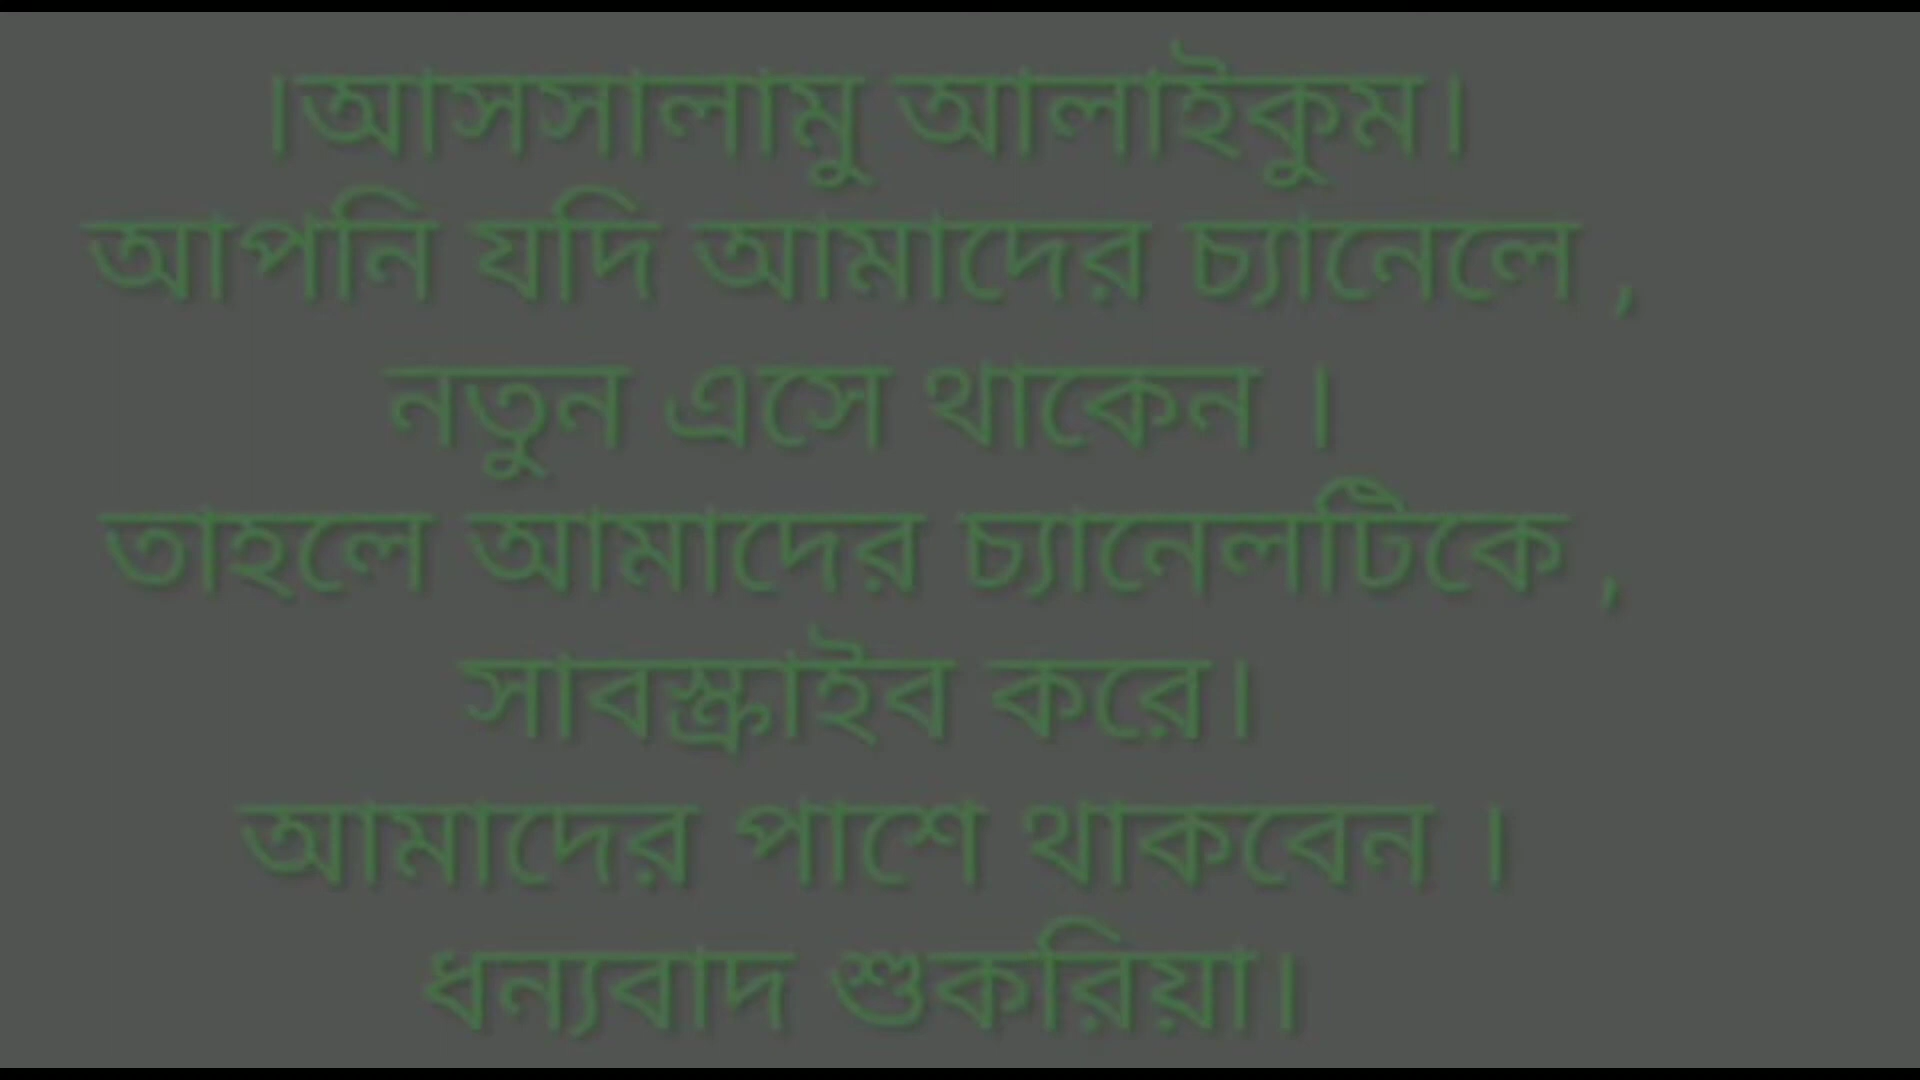 ।আসসালামু আলাইকুম।
আপনি যদি আমাদের চ্যানেলে ,
নতুন এসে থাকেন ।
তাহলে আমাদের চ্যানেলটিকে ,
সাবস্ক্রাইব করে।
আমাদের পাশে থাকবেন ।
ধন্যবাদ শুকরিয়া।